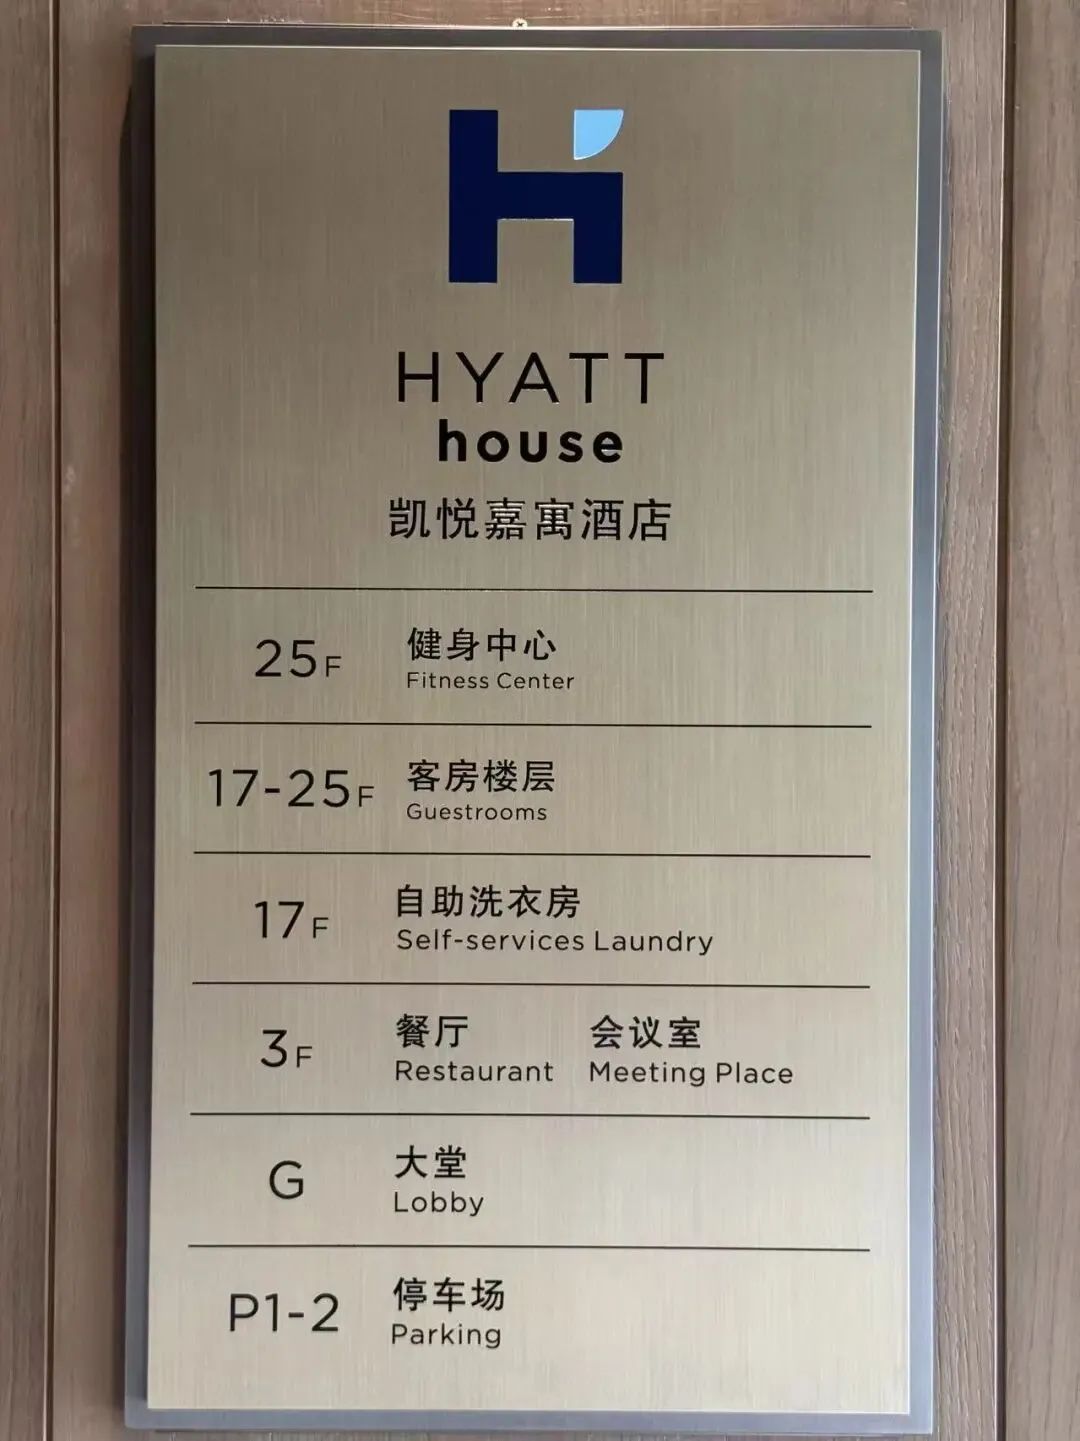 HYATT
house
凯悦嘉寓酒店
25F 健身中心
Fitness Center
17-25F 客房楼层
Guestrooms
17F 自助洗衣房
Self-services Laundry
3F 餐厅 会议室
Restaurant Meeting Place
G 大堂
Lobby
P1-2 停车场
Parking